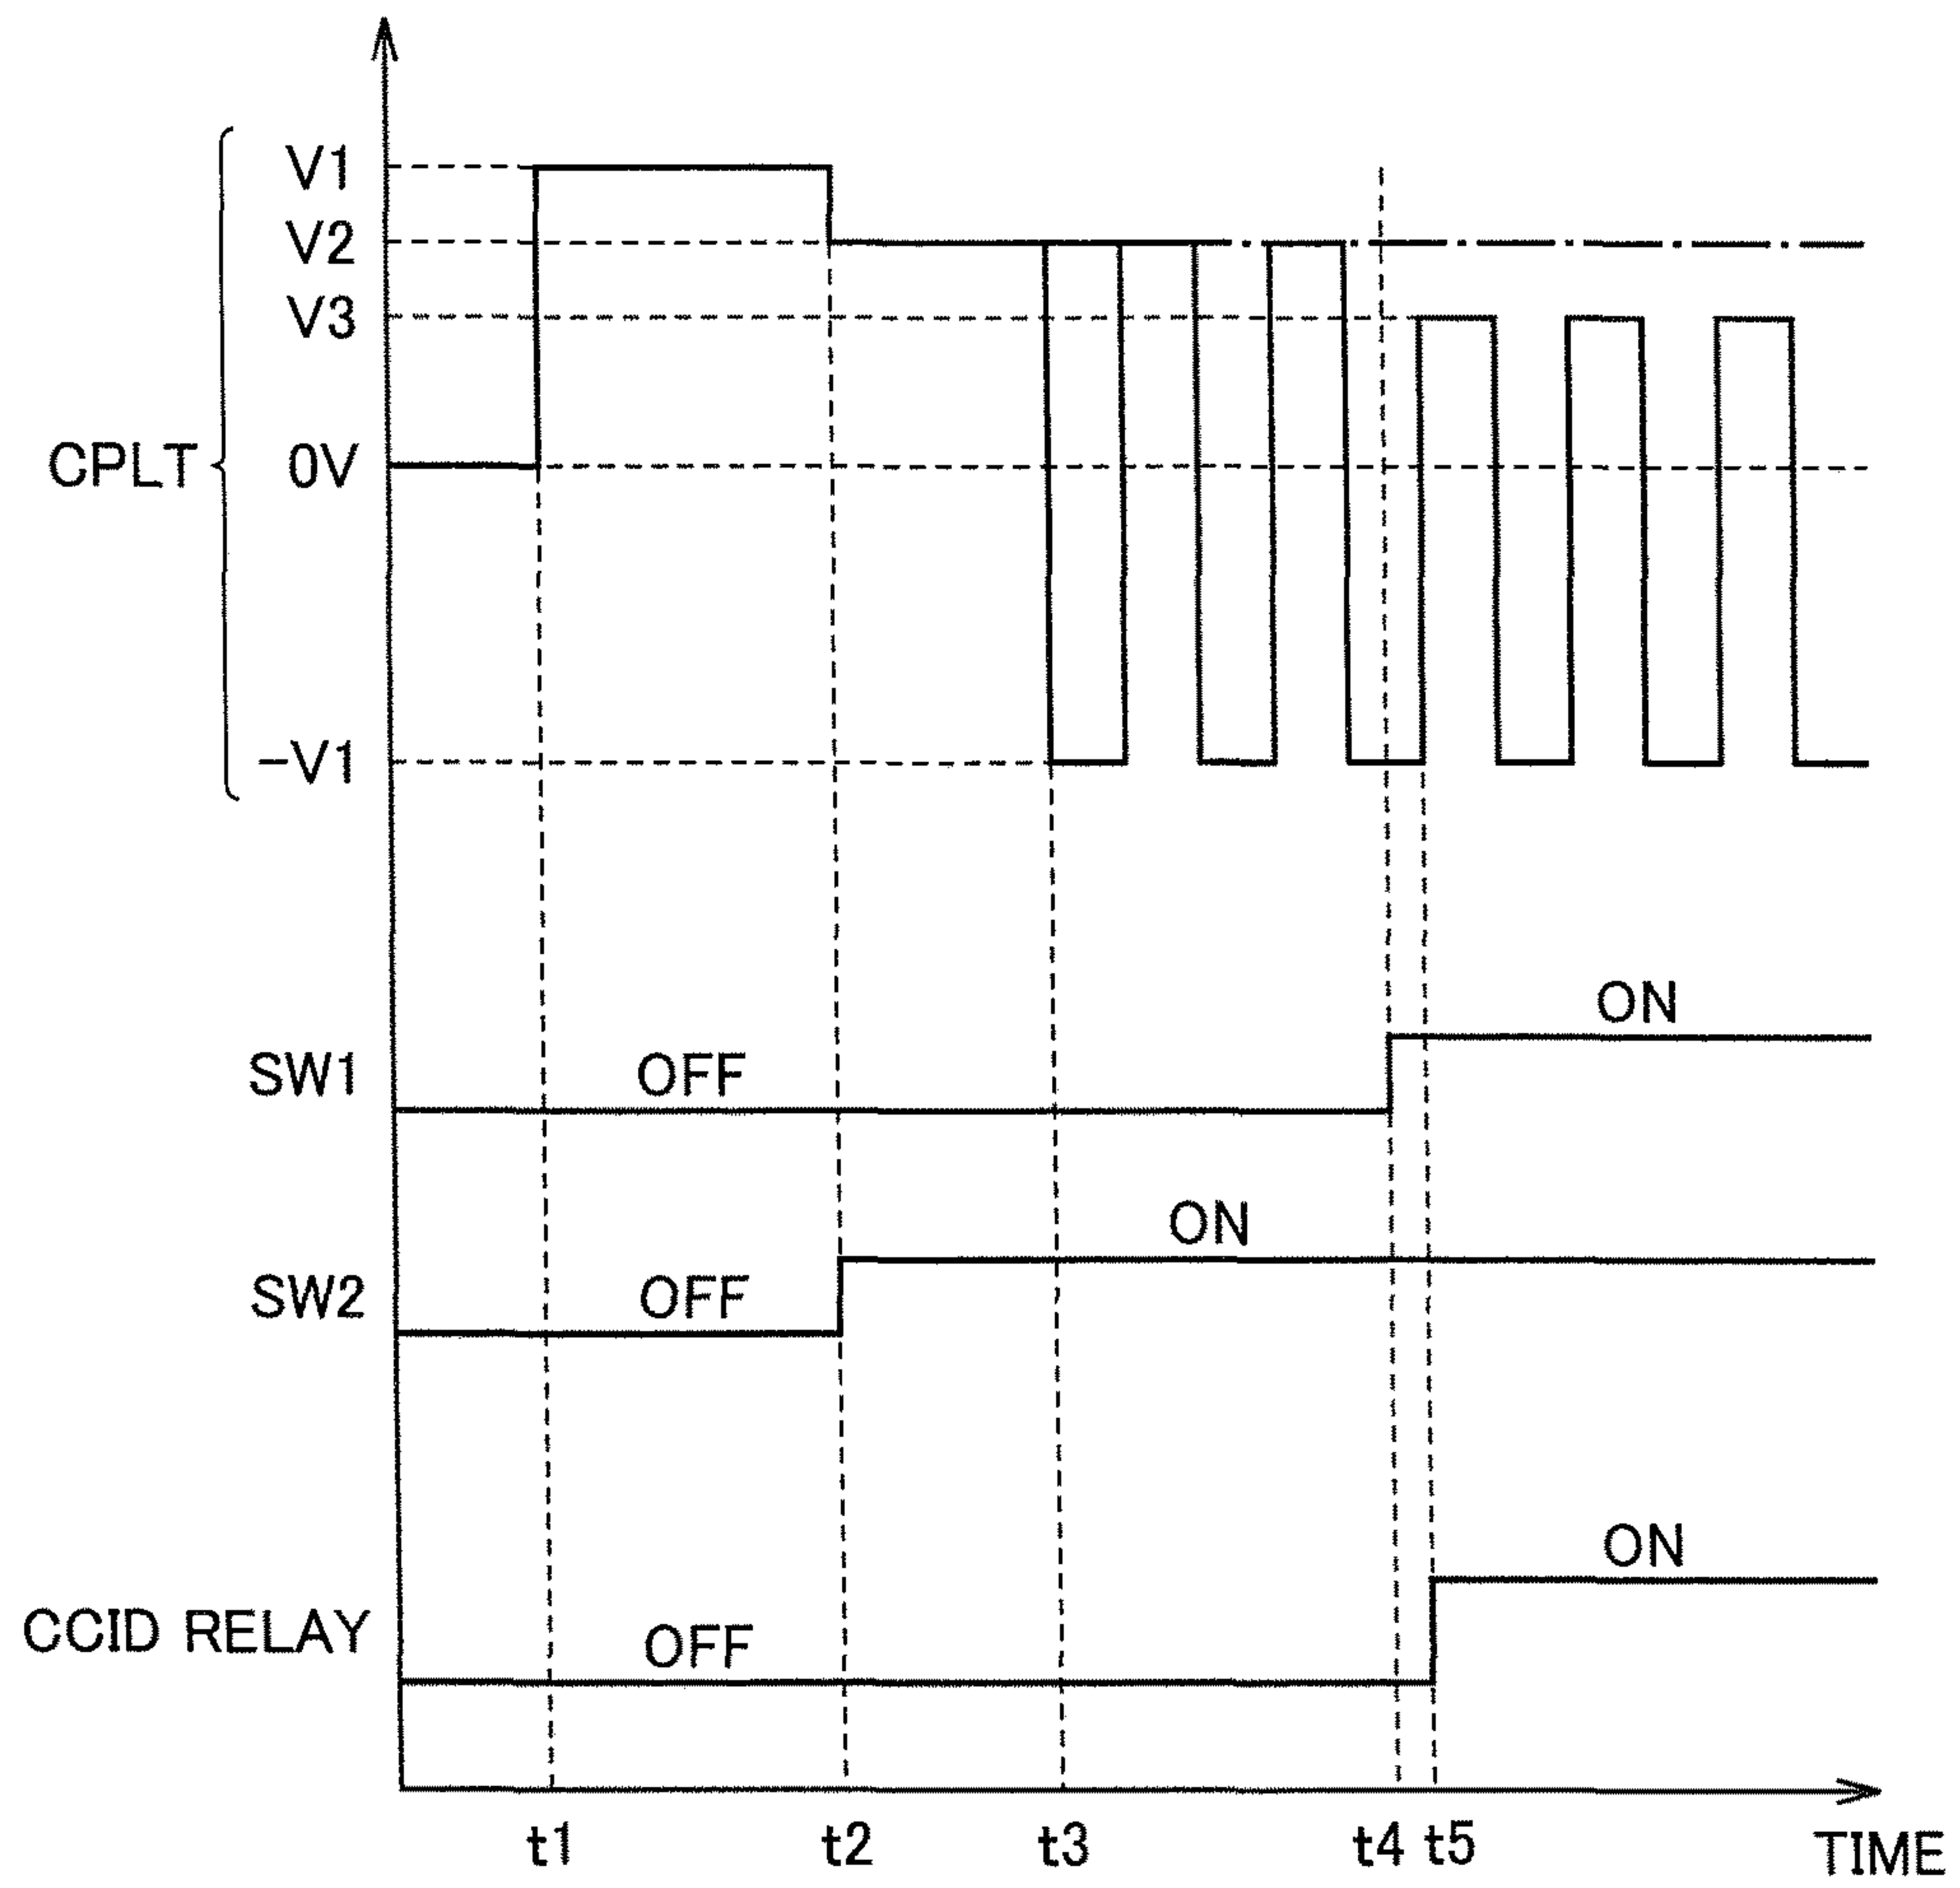 V1
V2
V3
CPLT
0V
-V1
ON
SW1
OFF
ON
SW2
OFF
ON
CCID RELAY
OFF
t1 t2 t3 t4 t5 TIME